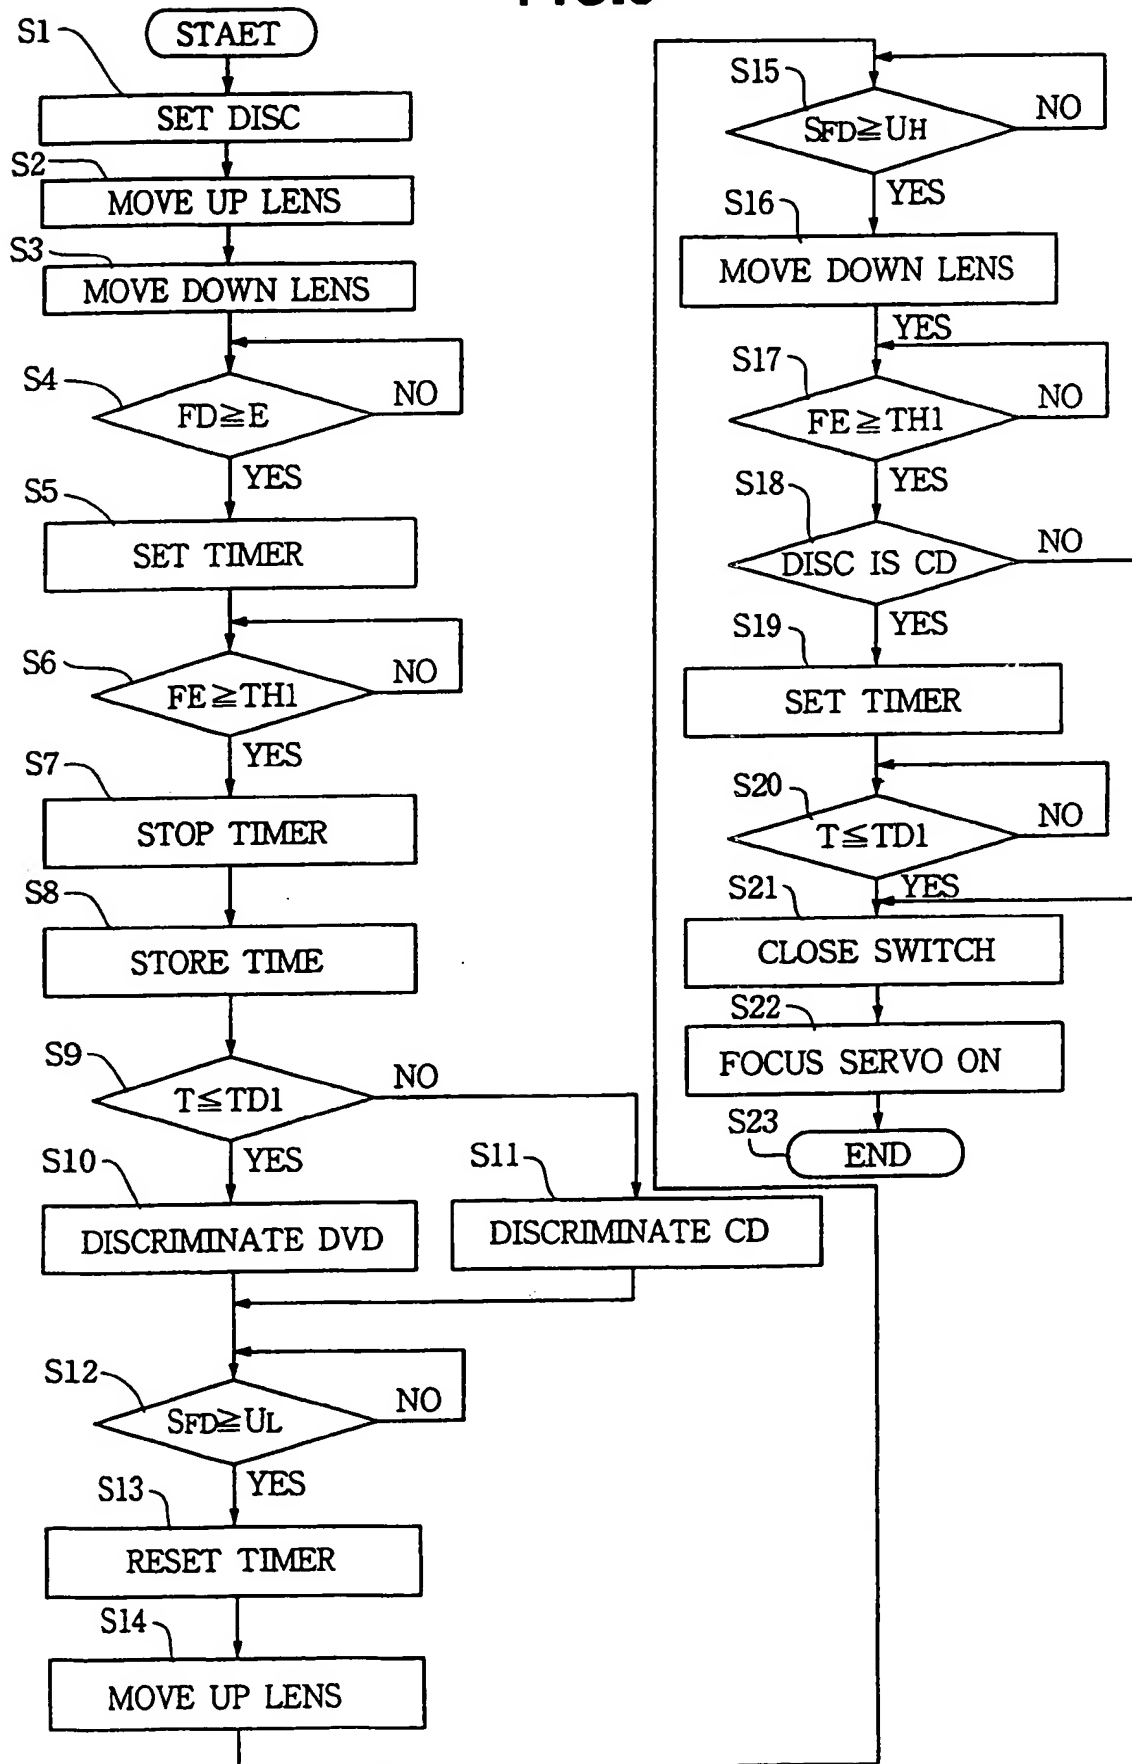 S1
STAET
SET DISC
S2
MOVE UP LENS
S3
MOVE DOWN LENS
S4
FD≧E
NO
YES
S5
SET TIMER
S6
FE≧TH1
NO
YES
S7
STOP TIMER
S8
STORE TIME
S9
T≦TD1
NO
YES
S10
DISCRIMINATE DVD
S11
DISCRIMINATE CD
S12
SFD≧UL
NO
YES
S13
RESET TIMER
S14
MOVE UP LENS
S15
SFD≧UH
NO
YES
S16
MOVE DOWN LENS
YES
S17
FE≧TH1
NO
YES
S18
DISC IS CD
NO
YES
S19
SET TIMER
S20
T≦TD1
NO
YES
S21
CLOSE SWITCH
S22
FOCUS SERVO ON
S23
END